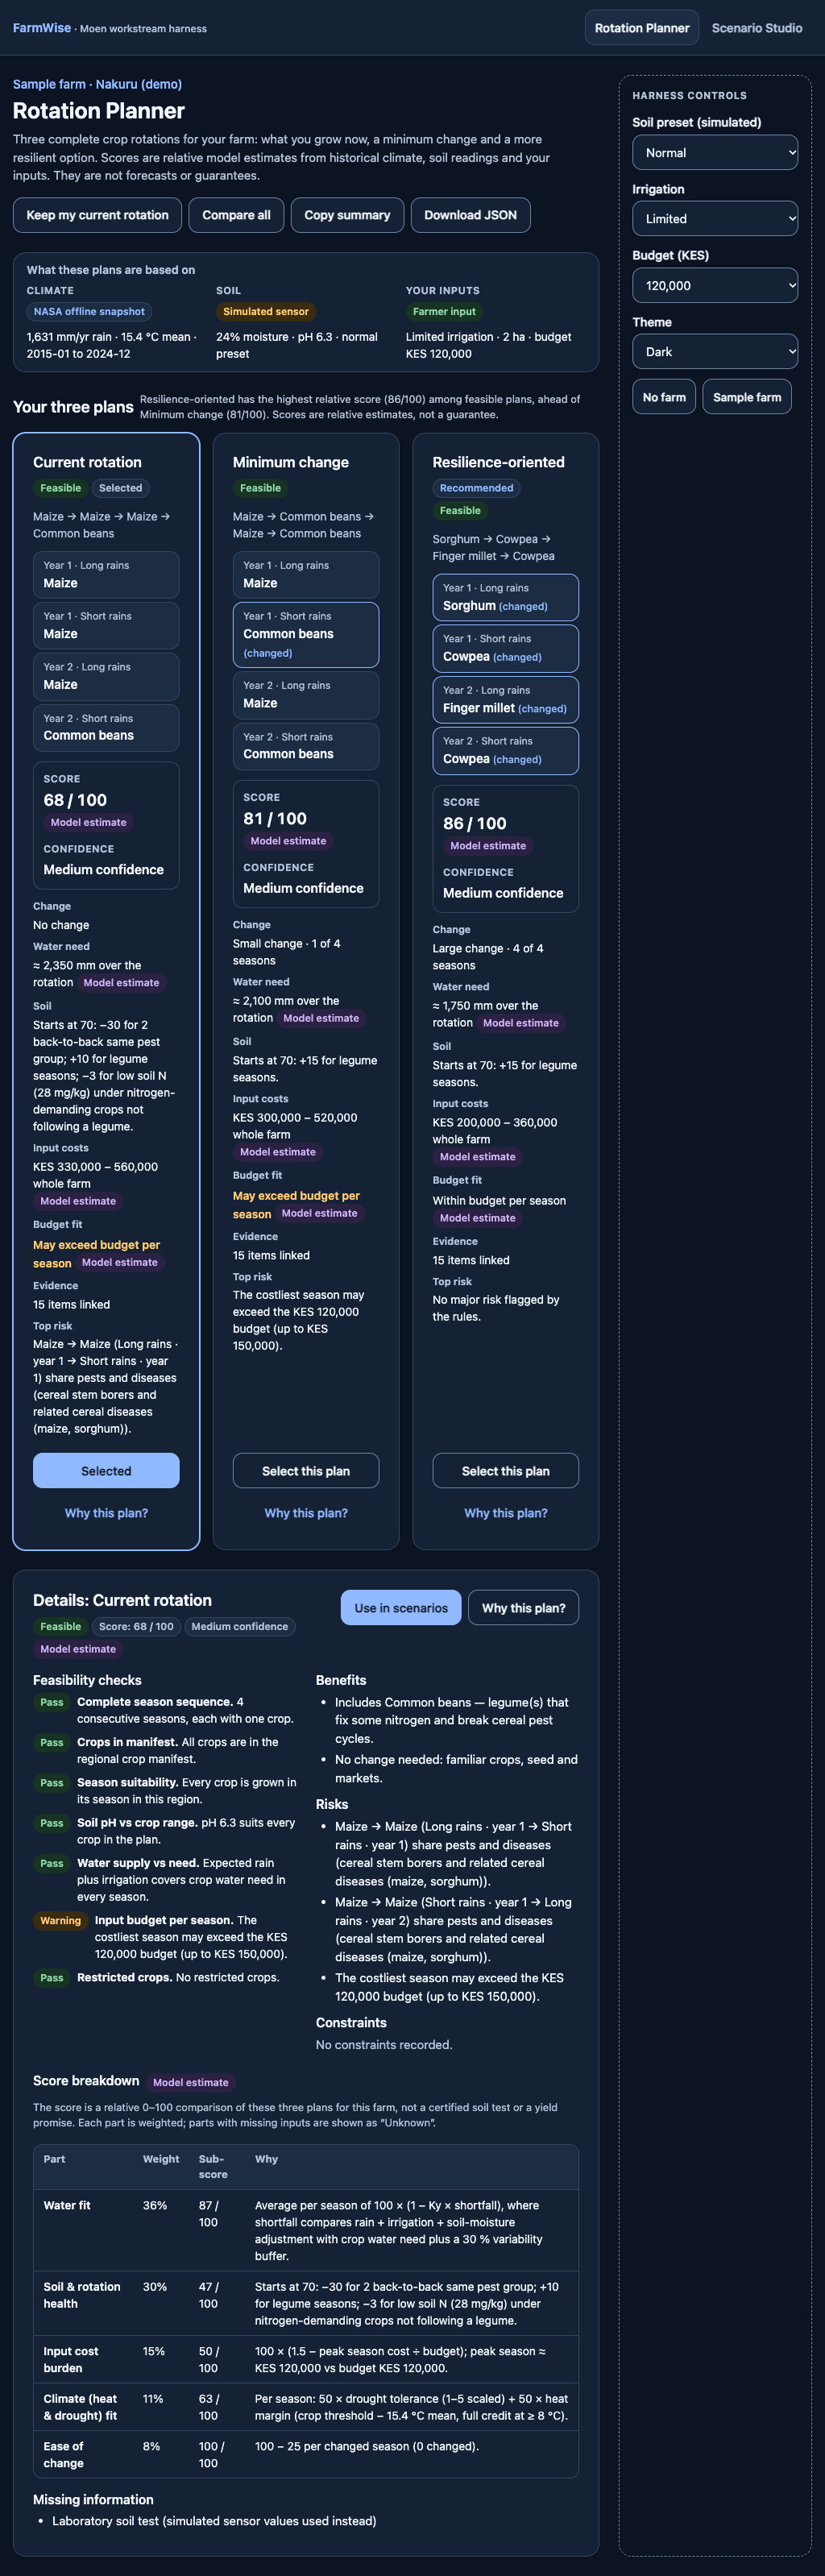 FarmWise · Moen workstream harness
Rotation Planner
Scenario Studio
Sample farm · Nakuru (demo)
Rotation Planner
Three complete crop rotations for your farm: what you grow now, a minimum change and a more
resilient option. Scores are relative model estimates from historical climate, soil readings and your
inputs. They are not forecasts or guarantees.
Keep my current rotation
Compare all
Copy summary
Download JSON
What these plans are based on
CLIMATE
NASA offline snapshot
1,631 mm/yr rain · 15.4 °C mean ·
2015-01 to 2024-12
SOIL
Simulated sensor
24% moisture · pH 6.3 · normal
preset
YOUR INPUTS
Farmer input
Limited irrigation · 2 ha · budget
KES 120,000
Your three plans
Resilience-oriented has the highest relative score (86/100) among feasible plans, ahead of
Minimum change (81/100). Scores are relative estimates, not a guarantee.
Current rotation
Feasible
Selected
Maize → Maize → Maize →
Common beans
Year 1 · Long rains
Maize
Year 1 · Short rains
Maize
Year 2 · Long rains
Maize
Year 2 · Short rains
Common beans
SCORE
68 / 100
Model estimate
CONFIDENCE
Medium confidence
Change
No change
Water need
≈ 2,350 mm over the
rotation Model estimate
Soil
Starts at 70: −30 for 2
back-to-back same pest
group; +10 for legume
seasons; −3 for low soil N
(28 mg/kg) under nitrogen-
demanding crops not
following a legume.
Input costs
KES 330,000 – 560,000
whole farm
Model estimate
Budget fit
May exceed budget per
season Model estimate
Evidence
15 items linked
Top risk
Maize → Maize (Long rains ·
year 1 → Short rains · year
1) share pests and diseases
(cereal stem borers and
related cereal diseases
(maize, sorghum)).
Selected
Why this plan?
Minimum change
Feasible
Maize → Common beans →
Maize → Common beans
Year 1 · Long rains
Maize
Year 1 · Short rains
Common beans
(changed)
Year 2 · Long rains
Maize
Year 2 · Short rains
Common beans
SCORE
81 / 100
Model estimate
CONFIDENCE
Medium confidence
Change
Small change · 1 of 4
seasons
Water need
≈ 2,100 mm over the
rotation Model estimate
Soil
Starts at 70: +15 for legume
seasons.
Input costs
KES 300,000 – 520,000
whole farm
Model estimate
Budget fit
May exceed budget per
season Model estimate
Evidence
15 items linked
Top risk
The costliest season may
exceed the KES 120,000
budget (up to KES
150,000).
Select this plan
Why this plan?
Resilience-oriented
Recommended
Feasible
Sorghum → Cowpea →
Finger millet → Cowpea
Year 1 · Long rains
Sorghum (changed)
Year 1 · Short rains
Cowpea (changed)
Year 2 · Long rains
Finger millet (changed)
Year 2 · Short rains
Cowpea (changed)
SCORE
86 / 100
Model estimate
CONFIDENCE
Medium confidence
Change
Large change · 4 of 4
seasons
Water need
≈ 1,750 mm over the
rotation Model estimate
Soil
Starts at 70: +15 for legume
seasons.
Input costs
KES 200,000 – 360,000
whole farm
Model estimate
Budget fit
Within budget per season
Model estimate
Evidence
15 items linked
Top risk
No major risk flagged by
the rules.
Select this plan
Why this plan?
Details: Current rotation
Feasible
Score: 68 / 100
Medium confidence
Model estimate
Use in scenarios
Why this plan?
Feasibility checks
Pass Complete season sequence. 4
consecutive seasons, each with one crop.
Pass Crops in manifest. All crops are in the
regional crop manifest.
Pass Season suitability. Every crop is grown in
its season in this region.
Pass Soil pH vs crop range. pH 6.3 suits every
crop in the plan.
Pass Water supply vs need. Expected rain
plus irrigation covers crop water need in
every season.
Warning Input budget per season. The
costliest season may exceed the KES
120,000 budget (up to KES 150,000).
Pass Restricted crops. No restricted crops.
Benefits
• Includes Common beans — legume(s) that
fix some nitrogen and break cereal pest
cycles.
• No change needed: familiar crops, seed and
markets.
Risks
• Maize → Maize (Long rains · year 1 → Short
rains · year 1) share pests and diseases
(cereal stem borers and related cereal
diseases (maize, sorghum)).
• Maize → Maize (Short rains · year 1 → Long
rains · year 2) share pests and diseases
(cereal stem borers and related cereal
diseases (maize, sorghum)).
• The costliest season may exceed the KES
120,000 budget (up to KES 150,000).
Constraints
No constraints recorded.
Score breakdown Model estimate
The score is a relative 0–100 comparison of these three plans for this farm, not a certified soil test or a yield
promise. Each part is weighted; parts with missing inputs are shown as "Unknown".
Part
Weight
Sub-
score
Why
Water fit
36%
87 /
100
Average per season of 100 × (1 − Ky × shortfall), where
shortfall compares rain + irrigation + soil-moisture
adjustment with crop water need plus a 30 % variability
buffer.
Soil & rotation
health
30%
47 /
100
Starts at 70: −30 for 2 back-to-back same pest group; +10
for legume seasons; −3 for low soil N (28 mg/kg) under
nitrogen-demanding crops not following a legume.
Input cost
burden
15%
50 /
100
100 × (1.5 − peak season cost ÷ budget); peak season ≈
KES 120,000 vs budget KES 120,000.
Climate (heat
& drought) fit
11%
63 /
100
Per season: 50 × drought tolerance (1–5 scaled) + 50 × heat
margin (crop threshold − 15.4 °C mean, full credit at ≥ 8 °C).
Ease of
change
8%
100 /
100
100 − 25 per changed season (0 changed).
Missing information
• Laboratory soil test (simulated sensor values used instead)
HARNESS CONTROLS
Soil preset (simulated)
Normal
Irrigation
Limited
Budget (KES)
120,000
Theme
Dark
No farm
Sample farm